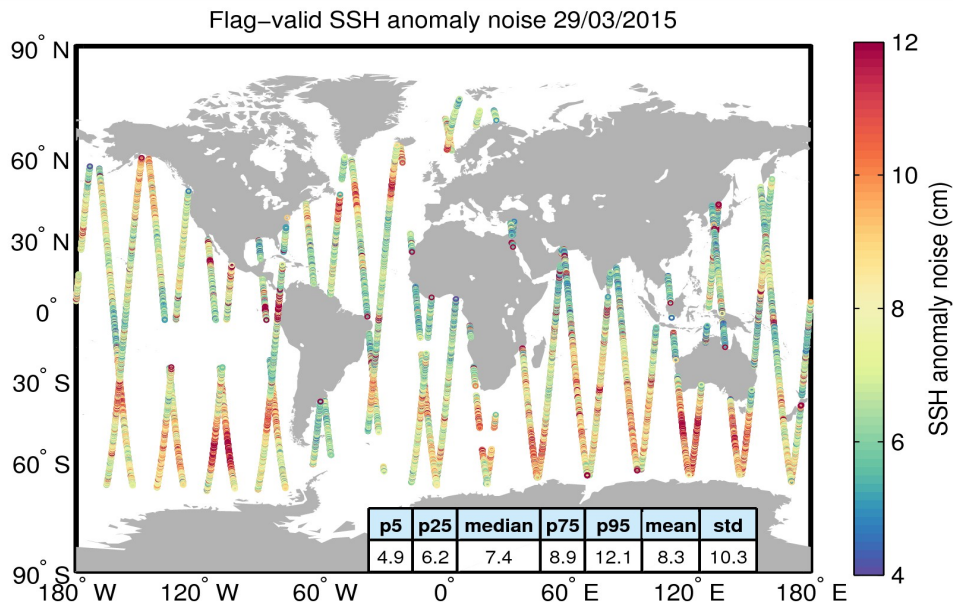 Flag−valid SSH anomaly noise 29/03/2015
90° N
60° N
30° N
0°
30° S
60° S
90° S
180° W 120° W 60° W 0° 60° E 120° E 180° E
p5 p25 median p75 p95 mean std
4.9 6.2 7.4 8.9 12.1 8.3 10.3
12
10
8
6
4
SSH anomaly noise (cm)